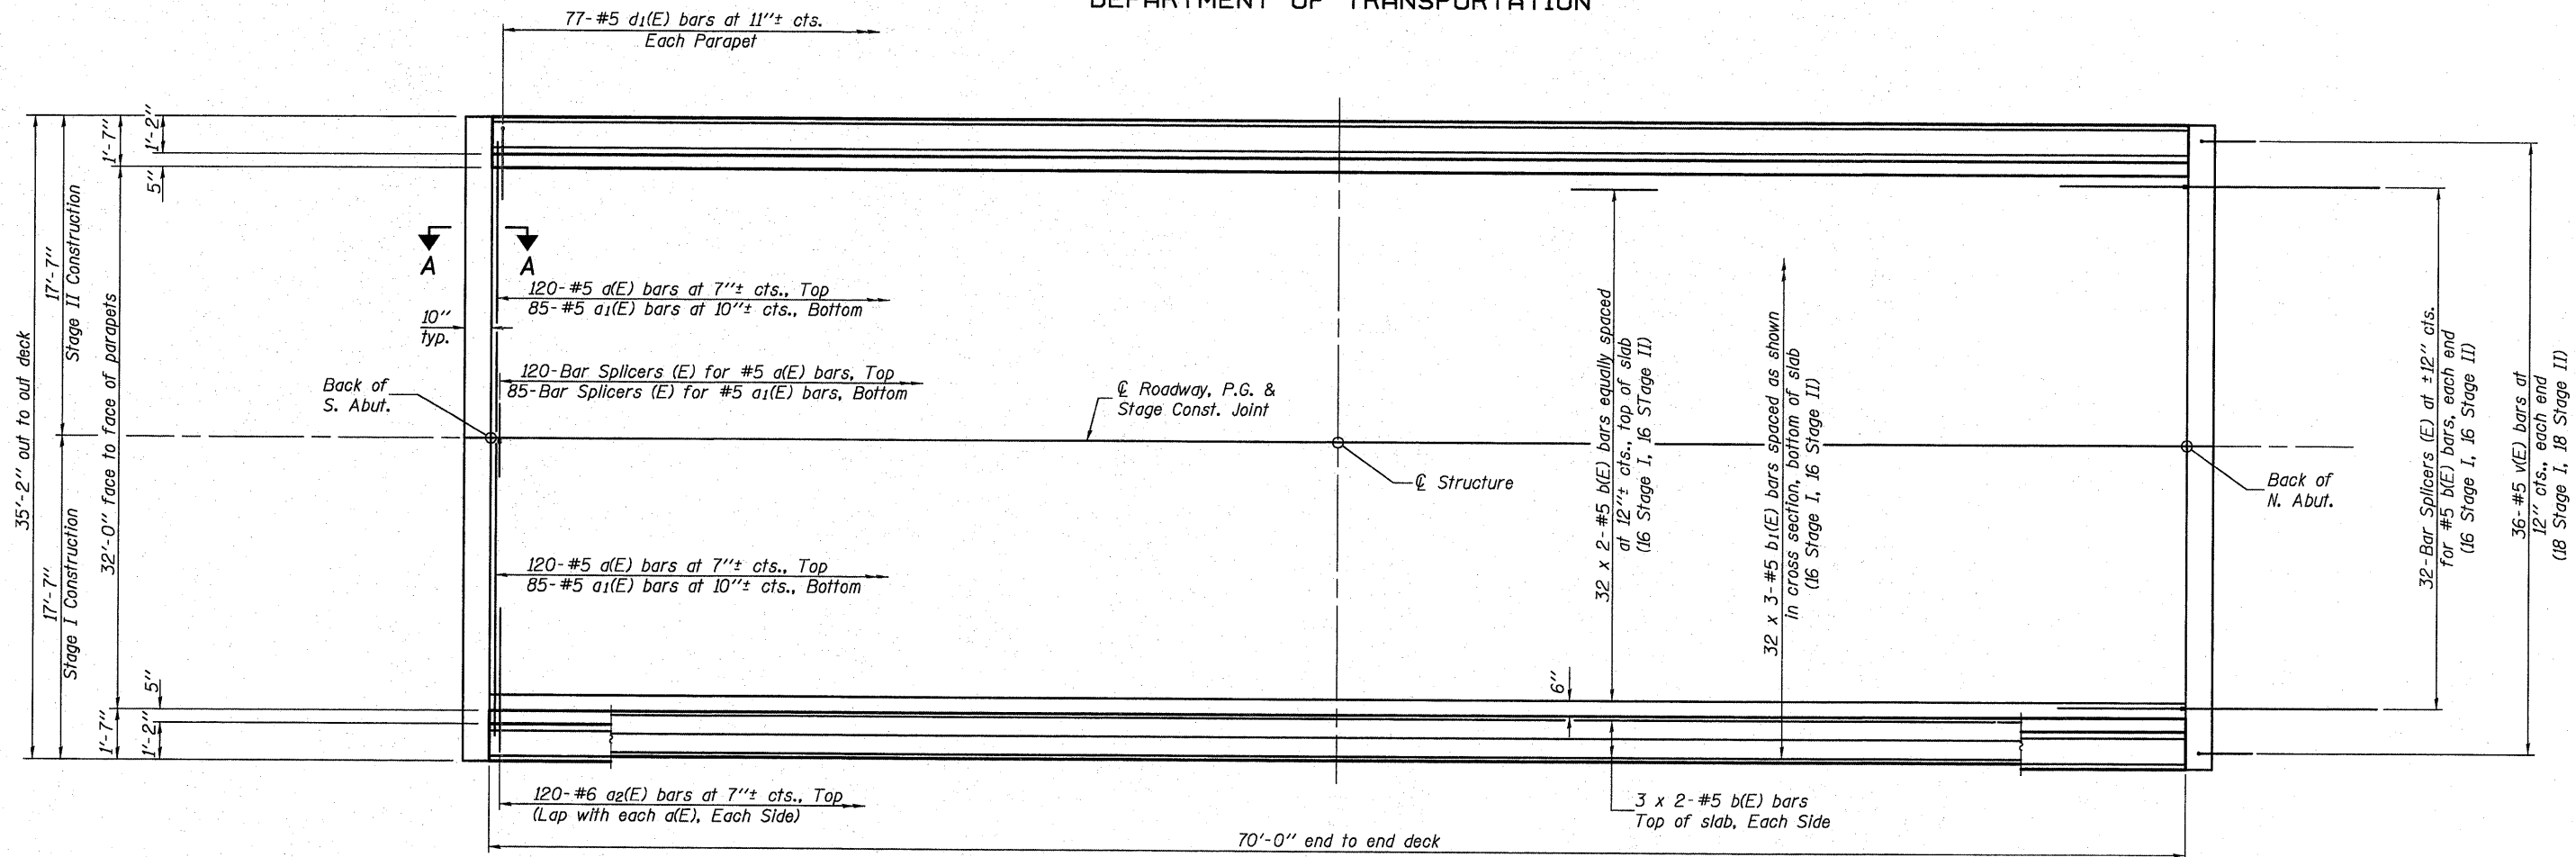 DEPARTMENT OF TRANSPORTATION
77-#5 d1(E) bars at 11"± cts.
Each Parapet
35'-2" out to out deck
17'-7"
Stage II Construction
17'-7"
Stage I Construction
1'-7"
32'-0" face to face of parapets
1'-7"
1'-2"
5"
5"
1'-2"
A
A
10"
typ.
120-#5 a(E) bars at 7"± cts., Top
85-#5 a1(E) bars at 10"± cts., Bottom
Back of
S. Abut.
120-Bar Splicers (E) for #5 a(E) bars, Top
85-Bar Splicers (E) for #5 a1(E) bars, Bottom
℄ Roadway, P.G. &
Stage Const. Joint
℄ Structure
120-#5 a(E) bars at 7"± cts., Top
85-#5 a1(E) bars at 10"± cts., Bottom
6"
32 x 2-#5 b(E) bars equally spaced
at 12"± cts., top of slab
(16 Stage I, 16 STage II)
32 x 3-#5 b1(E) bars spaced as shown
in cross section, bottom of slab
(16 Stage I, 16 Stage II)
Back of
N. Abut.
32-Bar Splicers (E) at ±12" cts.
for #5 b(E) bars, each end
(16 Stage I, 16 Stage II)
36-#5 v(E) bars at
12" cts., each end
(18 Stage I, 18 Stage II)
120-#6 a2(E) bars at 7"± cts., Top
(Lap with each a(E), Each Side)
3 x 2-#5 b(E) bars
Top of slab, Each Side
70'-0" end to end deck